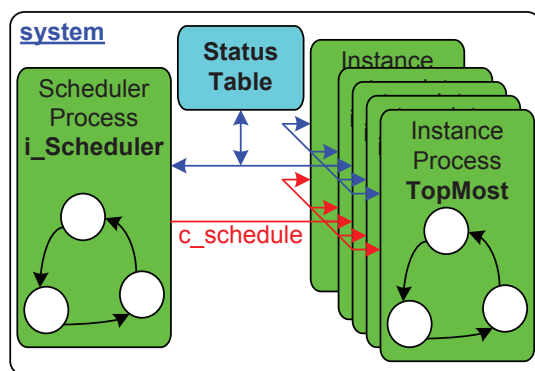 system
Status
Table
Scheduler
Process
i_Scheduler
Instance
Instance
Process
TopMost
c_schedule